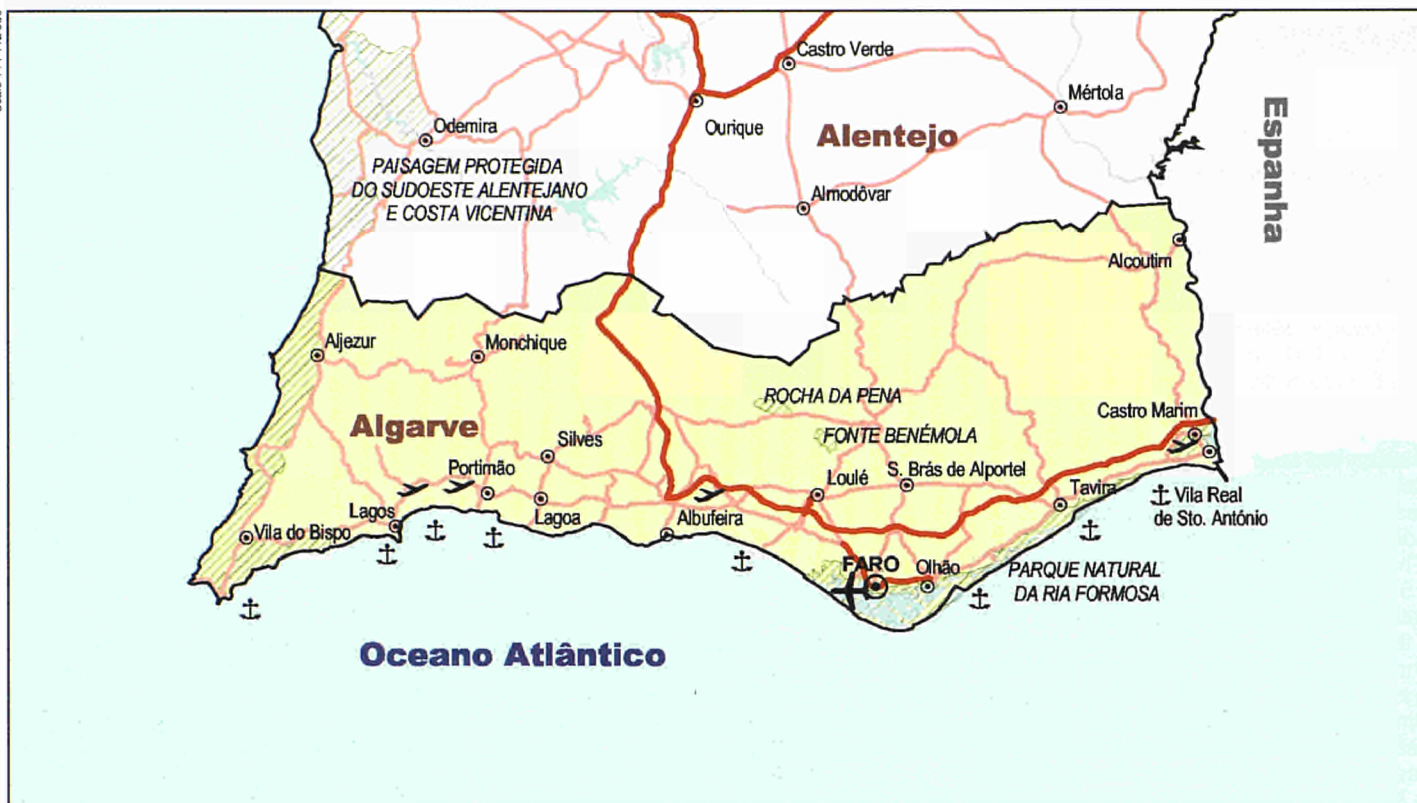 Castro Verde
Mértola
Ourique
Odemira
Alentejo
Espanha
PAISAGEM PROTEGIDA
DO SUDOESTE ALENTEJANO
E COSTA VICENTINA
Almodôvar
Alcoutim
Aljezur
Monchique
ROCHA DA PENA
Castro Marim
Algarve
FONTE BENÉMOLA
Silves
Portimão
Loulé
S. Brás de Alportel
Tavira
Vila Real
de Sto. António
Lagos
Lagoa
Albufeira
Vila do Bispo
FARO
Olhão
PARQUE NATURAL
DA RIA FORMOSA
Oceano Atlântico